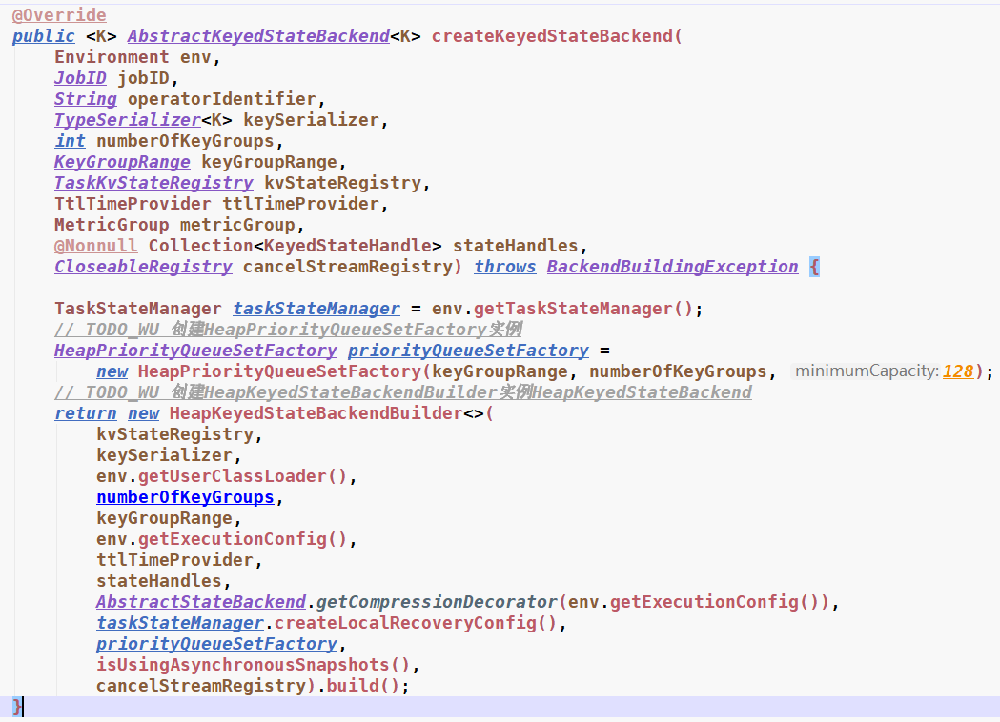 @Override
public <K> AbstractKeyedStateBackend<K> createKeyedStateBackend(
Environment env,
JobID jobID,
String operatorIdentifier,
TypeSerializer<K> keySerializer,
int numberOfKeyGroups,
KeyGroupRange keyGroupRange,
TaskKvStateRegistry kvStateRegistry,
TtlTimeProvider ttlTimeProvider,
MetricGroup metricGroup,
@Nonnull Collection<KeyedStateHandle> stateHandles,
CloseableRegistry cancelStreamRegistry) throws BackendBuildingException {
TaskStateManager taskStateManager = env.getTaskStateManager();
// TODO_WU 创建HeapPriorityQueueSetFactory实例
HeapPriorityQueueSetFactory priorityQueueSetFactory =
new HeapPriorityQueueSetFactory(keyGroupRange, numberOfKeyGroups, minimumCapacity: 128);
// TODO_WU 创建HeapKeyedStateBackendBuilder实例HeapKeyedStateBackend
return new HeapKeyedStateBackendBuilder<>(
kvStateRegistry,
keySerializer,
env.getUserClassLoader(),
numberOfKeyGroups,
keyGroupRange,
env.getExecutionConfig(),
ttlTimeProvider,
stateHandles,
AbstractStateBackend.getCompressionDecorator(env.getExecutionConfig()),
taskStateManager.createLocalRecoveryConfig(),
priorityQueueSetFactory,
isUsingAsynchronousSnapshots(),
cancelStreamRegistry).build();
}